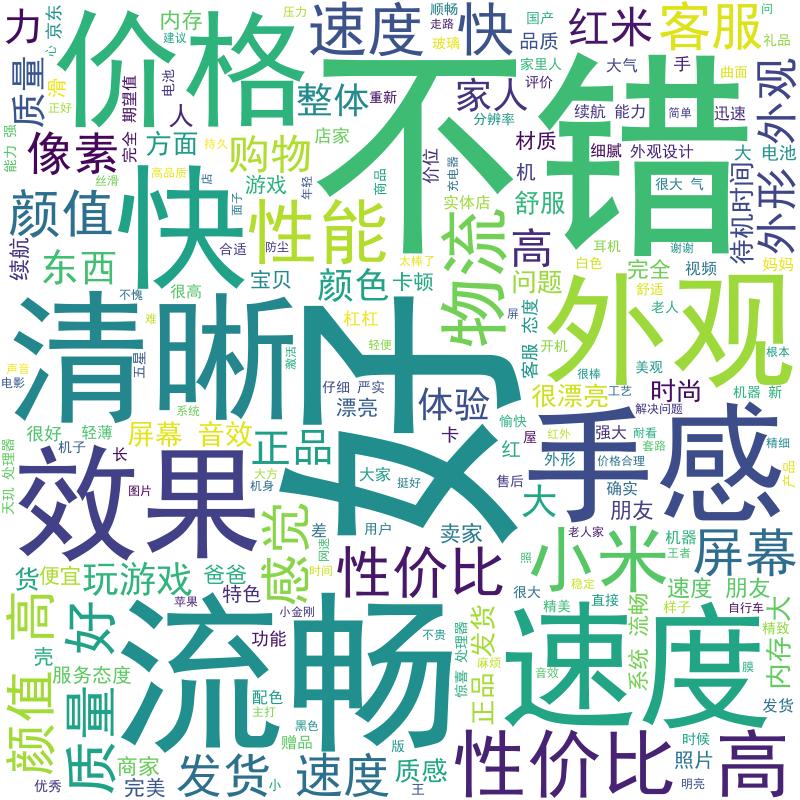 力
心
京东
内存
建议
压力
速度
顺畅
走路
玻璃
快
国产
品质
红米
客服
问
礼品
价格
不错
质量
滑
正好
电池
期望值
完全
人
整体
重新
家人
家里人
评价
分辨率
大气
手
曲面
外观
能力 强
像素
方面
持久
店家
购物
材质
续航 能力
简单
迅速
细腻
外观设计
大 电池
丝滑
高品质
店
游戏
面子
年轻
商品
价位
充电器
机
很大 气
待机时间
外形
颜值
快
性能
实体店
舒服
物流
高
耳机
谢谢
续航
合适
防尘
太棒了
白色
妈妈
东西
很高
宝贝
颜色
卡顿
问题
完全
视频
舒适
老人
不愧
难
杠杠
屏
客服 态度
开机
外观
清晰
好
五星
激活
轻便
很棒
美观
根本
声音
电影
系统
仔细
严实
漂亮
体验
很漂亮
工艺
时尚
机器 新
解决问题
很好
轻薄
屏幕 音效
正品
卡
愉快
红
屋
红外
强大
耐看
套路
精细
手感
天玑 处理器
机子
长
大方
大家
外形
价格合理
效果
图片
机身
挺好
售后
大
确实
朋友
产品
感觉
差
用户
网速
卖家
老人家
机器
王者
屏幕
货
便宜
玩游戏
爸爸
特色
时间
性价比
照
小米
稳定
速度
朋友
苹果
小金刚
很大
精美
直接
样子
自行车
颜值 高
好
壳
服务态度
功能
流畅
不贵
惊喜 处理器
麻烦
正品 发货
系统 流畅
速度
精致
内存大
膜
音效
质量
配色
主打
黑色
赠品
版
发货
商家
优秀
完美
发货
小
速度
质感
王
性价比 高
时候
照片
明亮